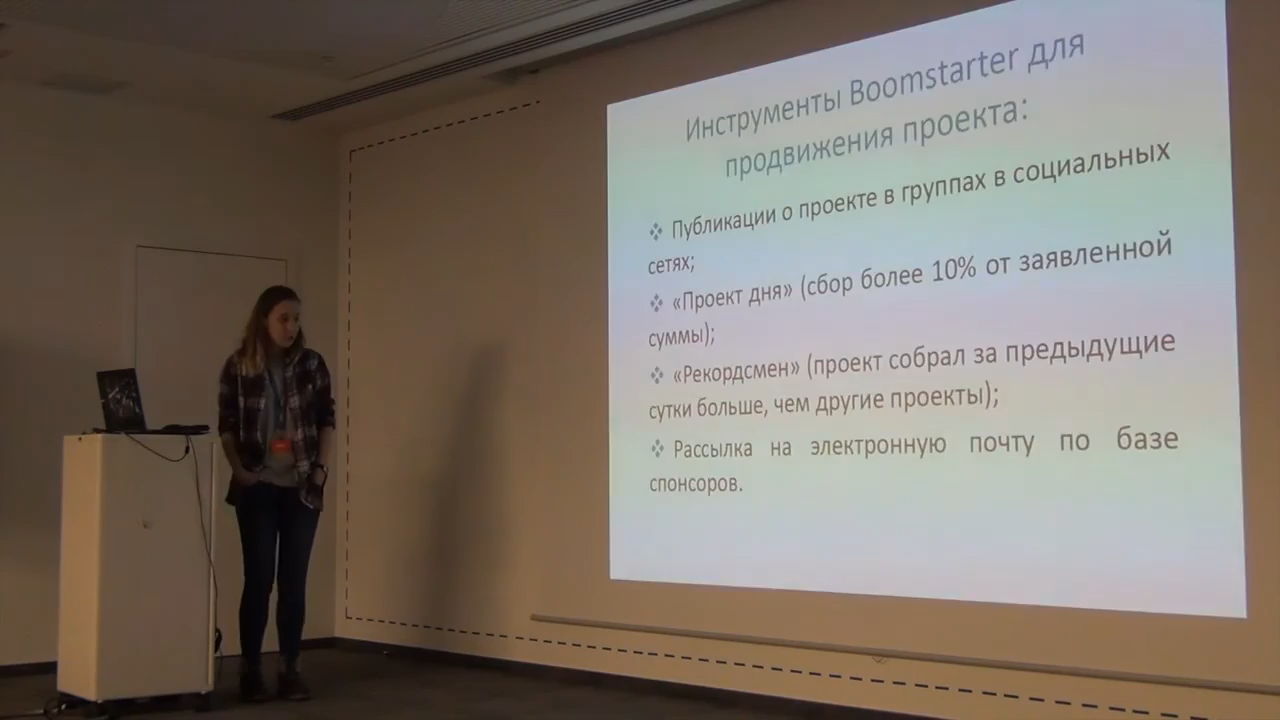 Инструменты Boomstarter для
продвижения проекта:
❖ Публикации о проекте в группах в социальных
сетях;
❖ «Проект дня» (сбор более 10% от заявленной
суммы);
❖ «Рекордсмен» (проект собрал за предыдущие
сутки больше, чем другие проекты);
❖ Рассылка на электронную почту по базе
спонсоров.